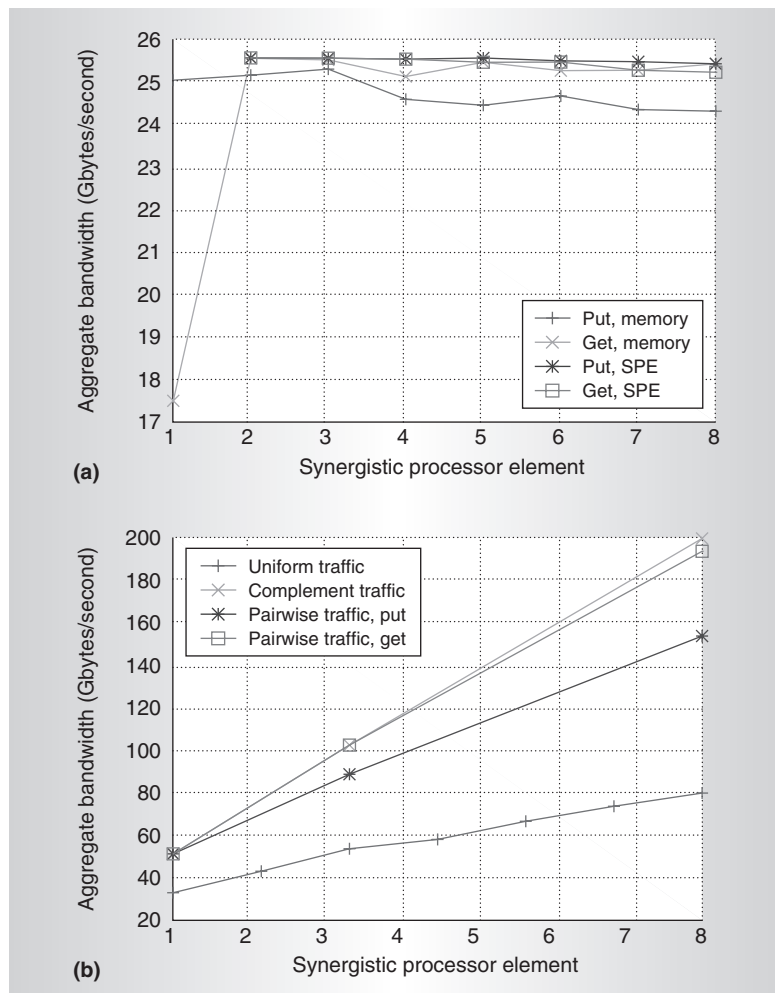 26
25
24
23
22
21
20
19
18
17
Aggregate bandwidth (Gbytes/second)
Put, memory
Get, memory
Put, SPE
Get, SPE
1 2 3 4 5 6 7 8
Synergistic processor element
(a)
200
180
160
140
120
100
80
60
40
20
Aggregate bandwidth (Gbytes/second)
Uniform traffic
Complement traffic
Pairwise traffic, put
Pairwise traffic, get
1 2 3 4 5 6 7 8
Synergistic processor element
(b)